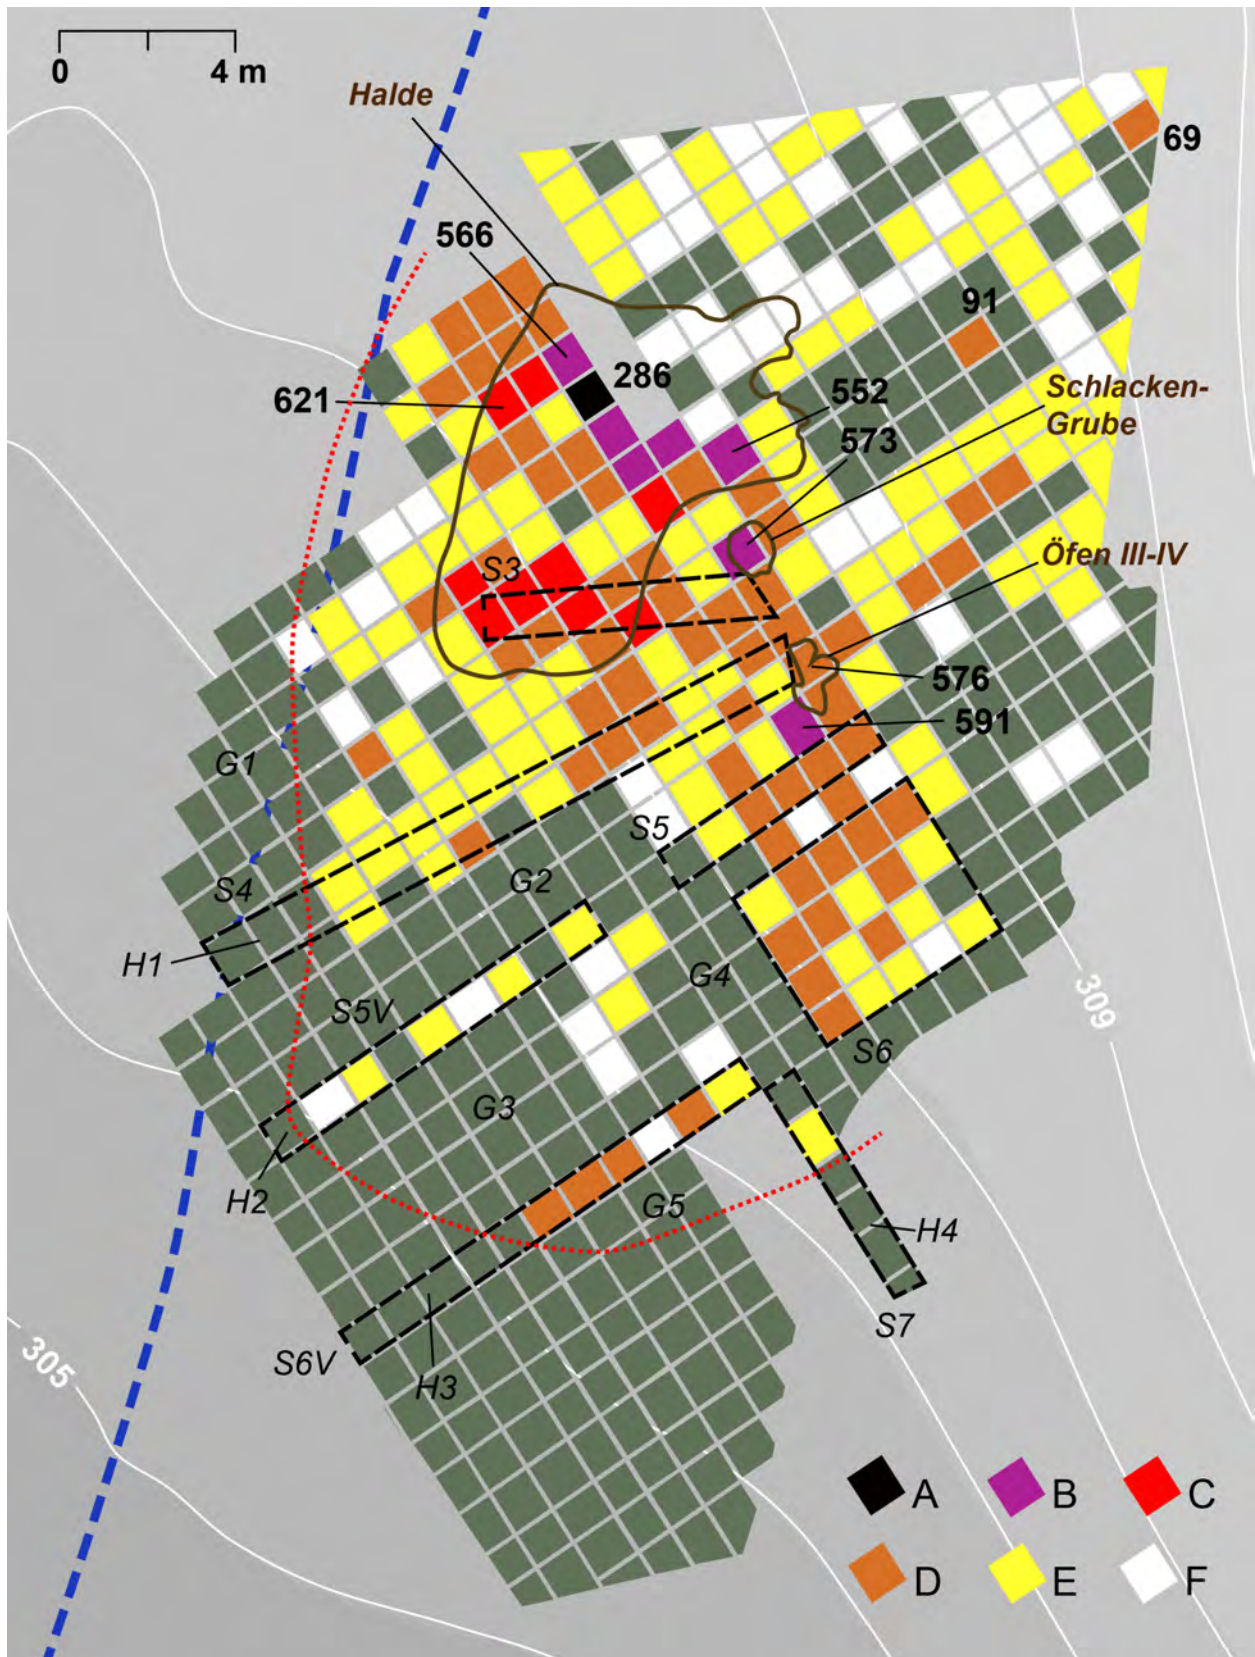 0 4 m
Halde
69
566
91
286
621
552
Schlacken-
Grube
573
Öfen III-IV
S3
576
591
G1
S5
S4
G2
H1
G4
309
S5V
S6
G3
H2
G5
H4
S7
305
S6V
H3
A B C
D E F